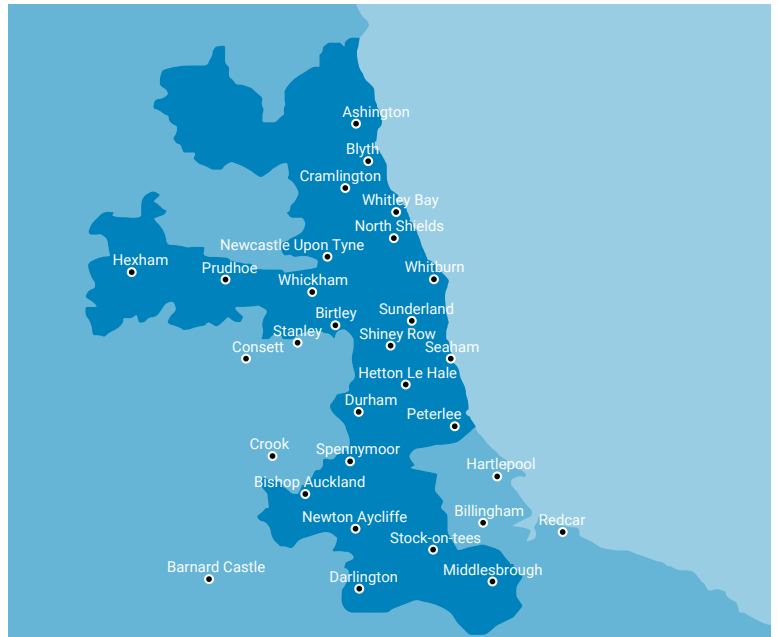 Ashington
Blyth
Cramlington
Whitley Bay
North Shields
Newcastle Upon Tyne
Hexham
Prudhoe
Whitburn
Whickham
Birtley
Sunderland
Stanley
Shiney Row
Consett
Seaham
Hetton Le Hale
Durham
Peterlee
Crook
Spennymoor
Hartlepool
Bishop Auckland
Newton Aycliffe
Billingham
Redcar
Stock-on-tees
Barnard Castle
Darlington
Middlesbrough